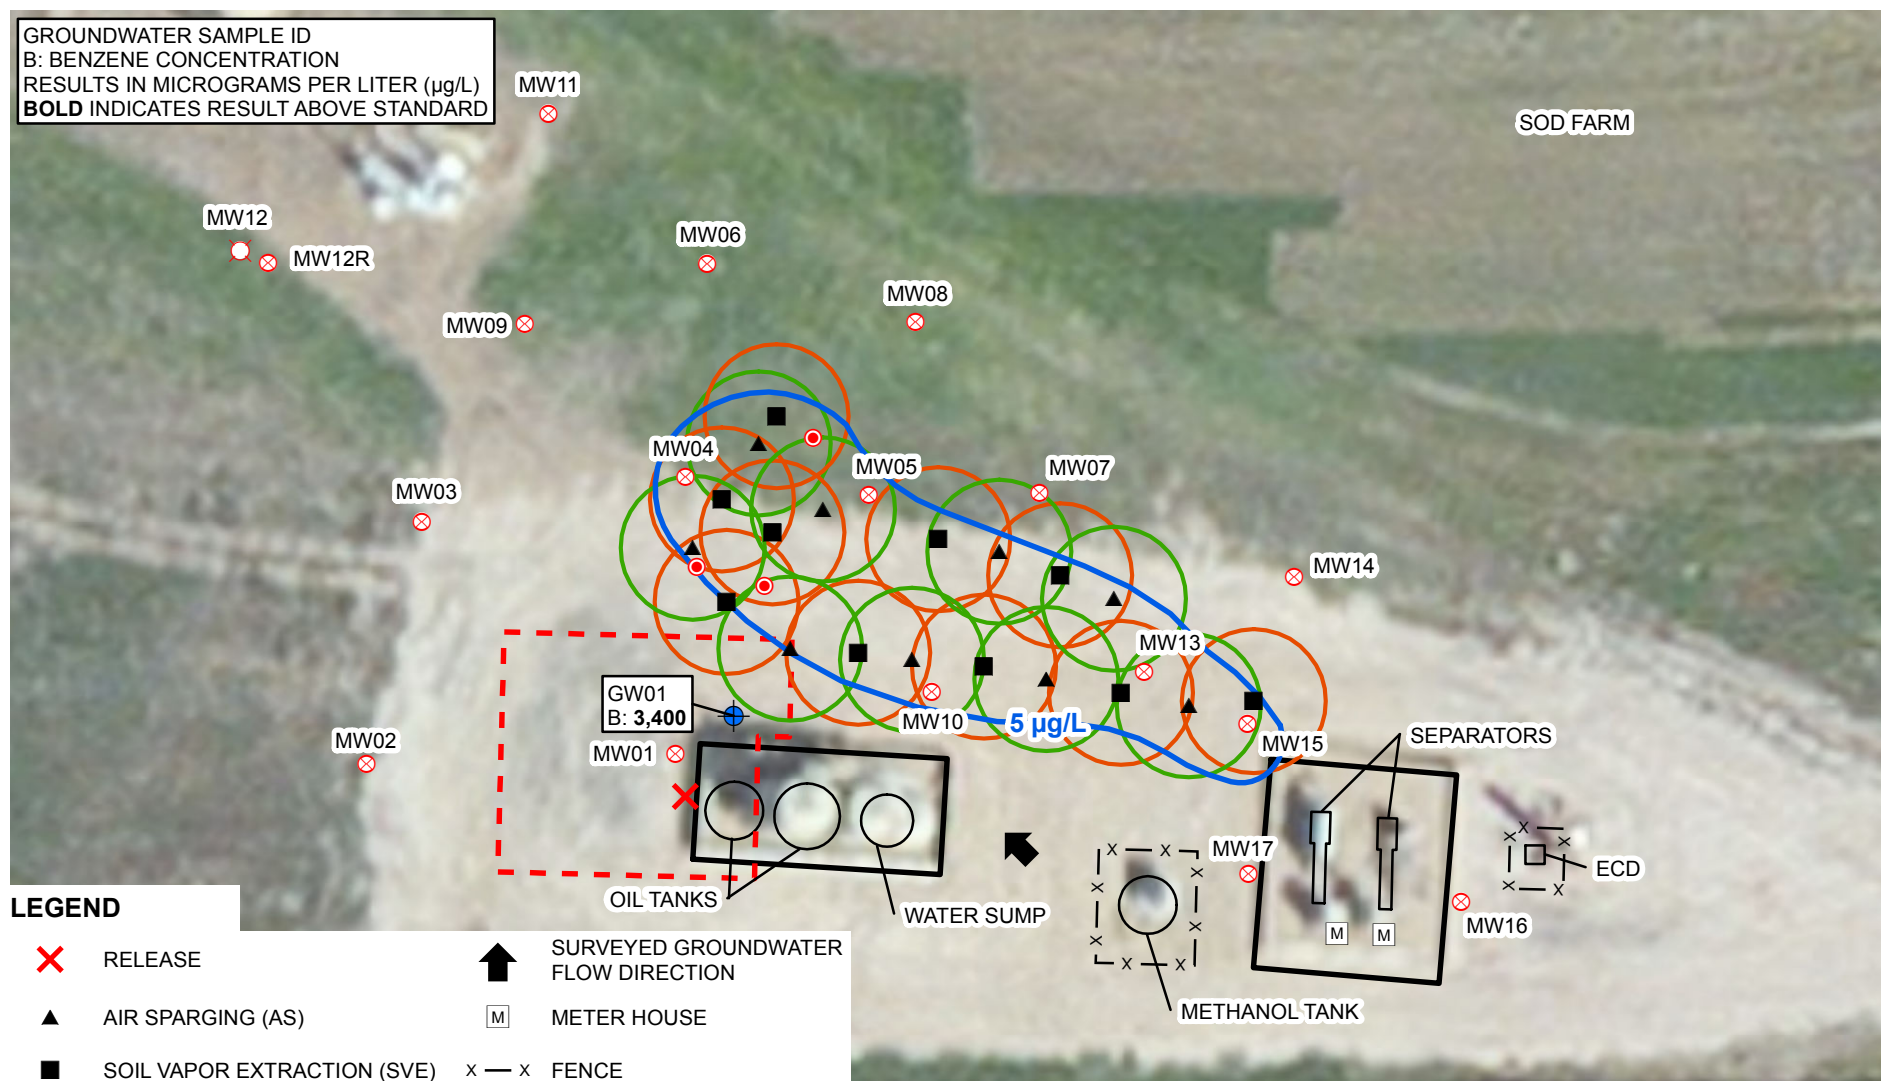 GROUNDWATER SAMPLE ID
B: BENZENE CONCENTRATION
RESULTS IN MICROGRAMS PER LITER (µg/L)
BOLD INDICATES RESULT ABOVE STANDARD
MW11
SOD FARM
MW12
MW12R
MW06
MW08
MW09
MW04
MW05
MW07
MW03
MW14
MW13
GW01
B: 3,400
MW10
5 µg/L
MW15
SEPARATORS
MW02
MW01
MW17
X X
X X
X X
X X
X X
X X
X X
X X
ECD
OIL TANKS
WATER SUMP
MW16
M
M
METHANOL TANK
LEGEND
RELEASE
SURVEYED GROUNDWATER
FLOW DIRECTION
AIR SPARGING (AS)
M METER HOUSE
SOIL VAPOR EXTRACTION (SVE)
X — X FENCE